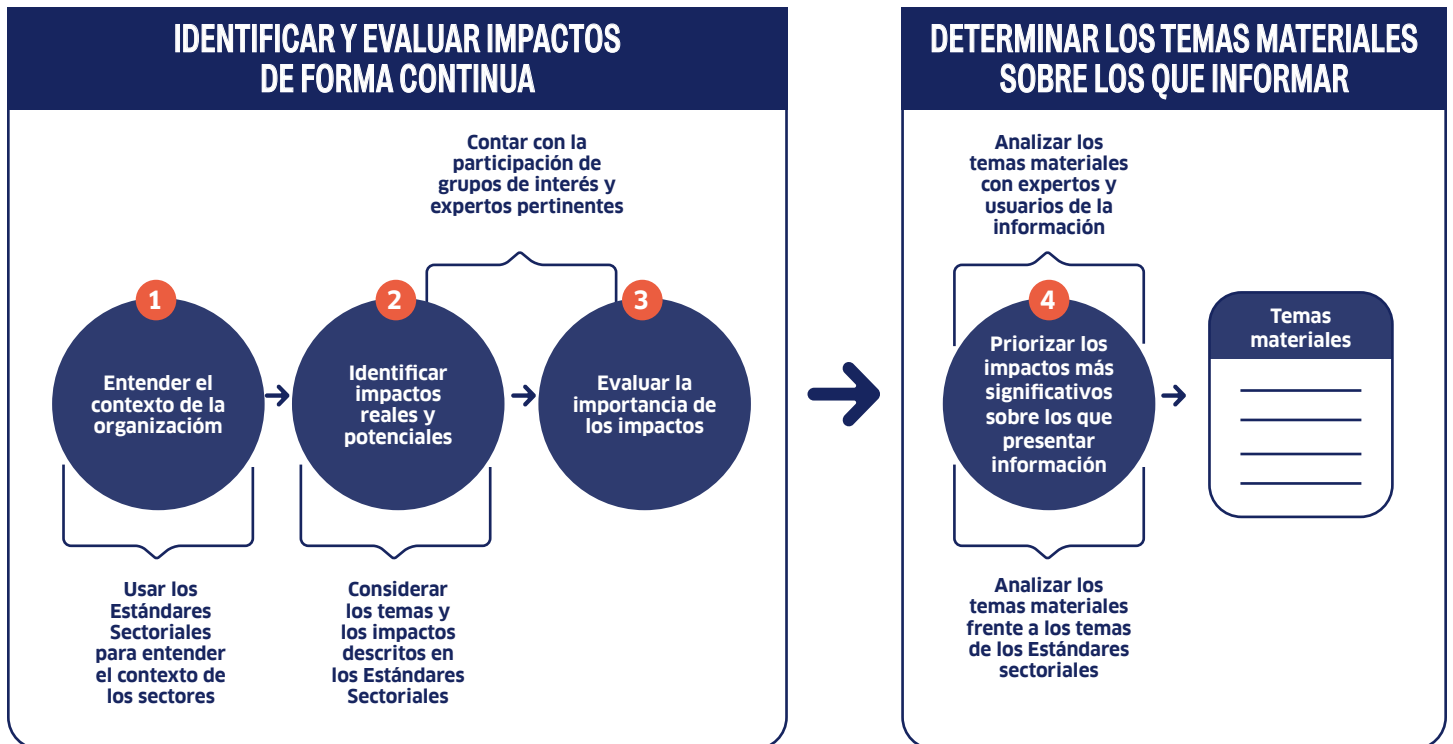 IDENTIFICAR Y EVALUAR IMPACTOS
DE FORMA CONTINUA
Contar con la
participación de
grupos de interés y
expertos pertinentes
1
Entender el
contexto de la
organizacióm
2
Identificar
impactos
reales y
potenciales
3
Evaluar la
importancia de
los impactos
Usar los
Estándares
Sectoriales
para entender
el contexto de
los sectores
Considerar
los temas y
los impactos
descritos en
los Estándares
Sectoriales
DETERMINAR LOS TEMAS MATERIALES
SOBRE LOS QUE INFORMAR
Analizar los
temas materiales
con expertos y
usuarios de la
información
4
Priorizar los
impactos más
significativos
sobre los que
presentar
información
Temas
materiales
Analizar los
temas materiales
frente a los temas
de los Estándares
sectoriales